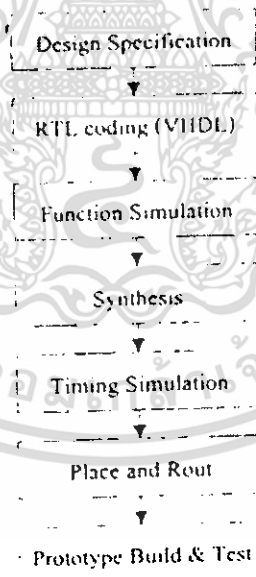 Design Specification
RTL coding (VHDL)
Function Simulation
Synthesis
Timing Simulation
Place and Rout
Prototype Build & Test